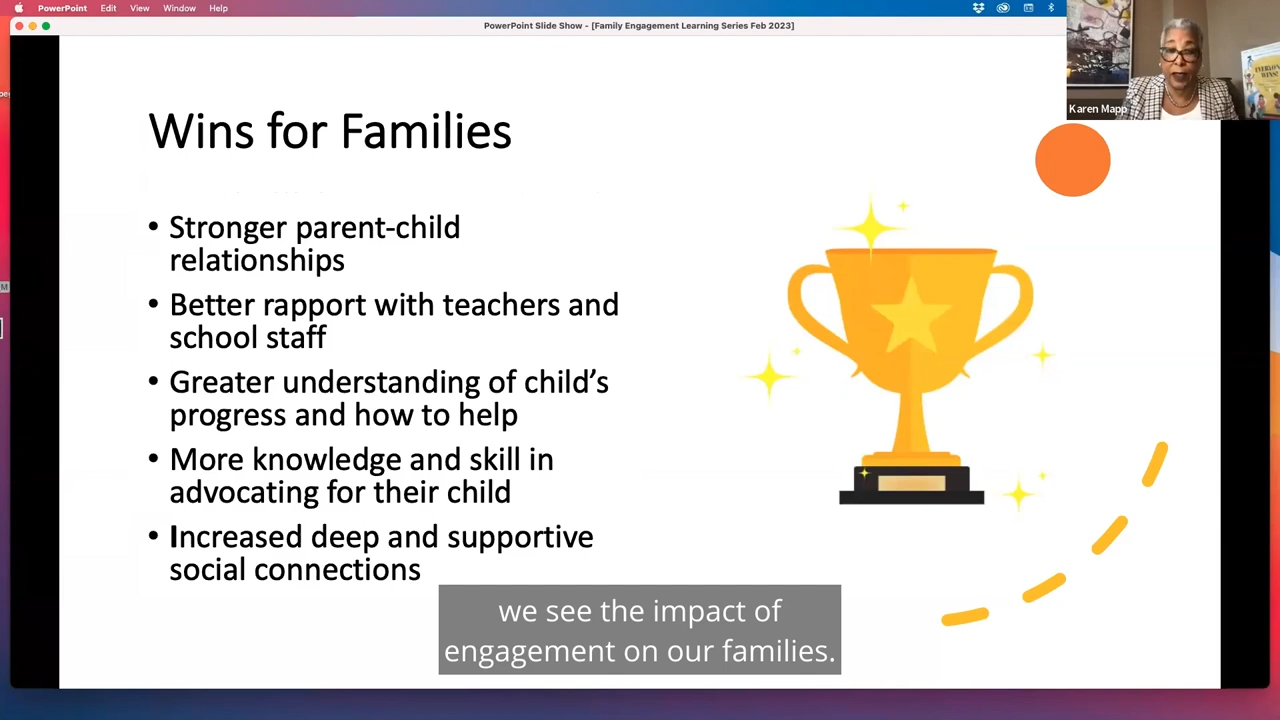 PowerPoint Edit View Window Help
PowerPoint Slide Show - [Family Engagement Learning Series Feb 2023]
EVERYONE
WINS!
Karen Mapp
Wins for Families
• Stronger parent-child
relationships
• Better rapport with teachers and
school staff
• Greater understanding of child’s
progress and how to help
• More knowledge and skill in
advocating for their child
• Increased deep and supportive
social connections
we see the impact of
engagement on our families.